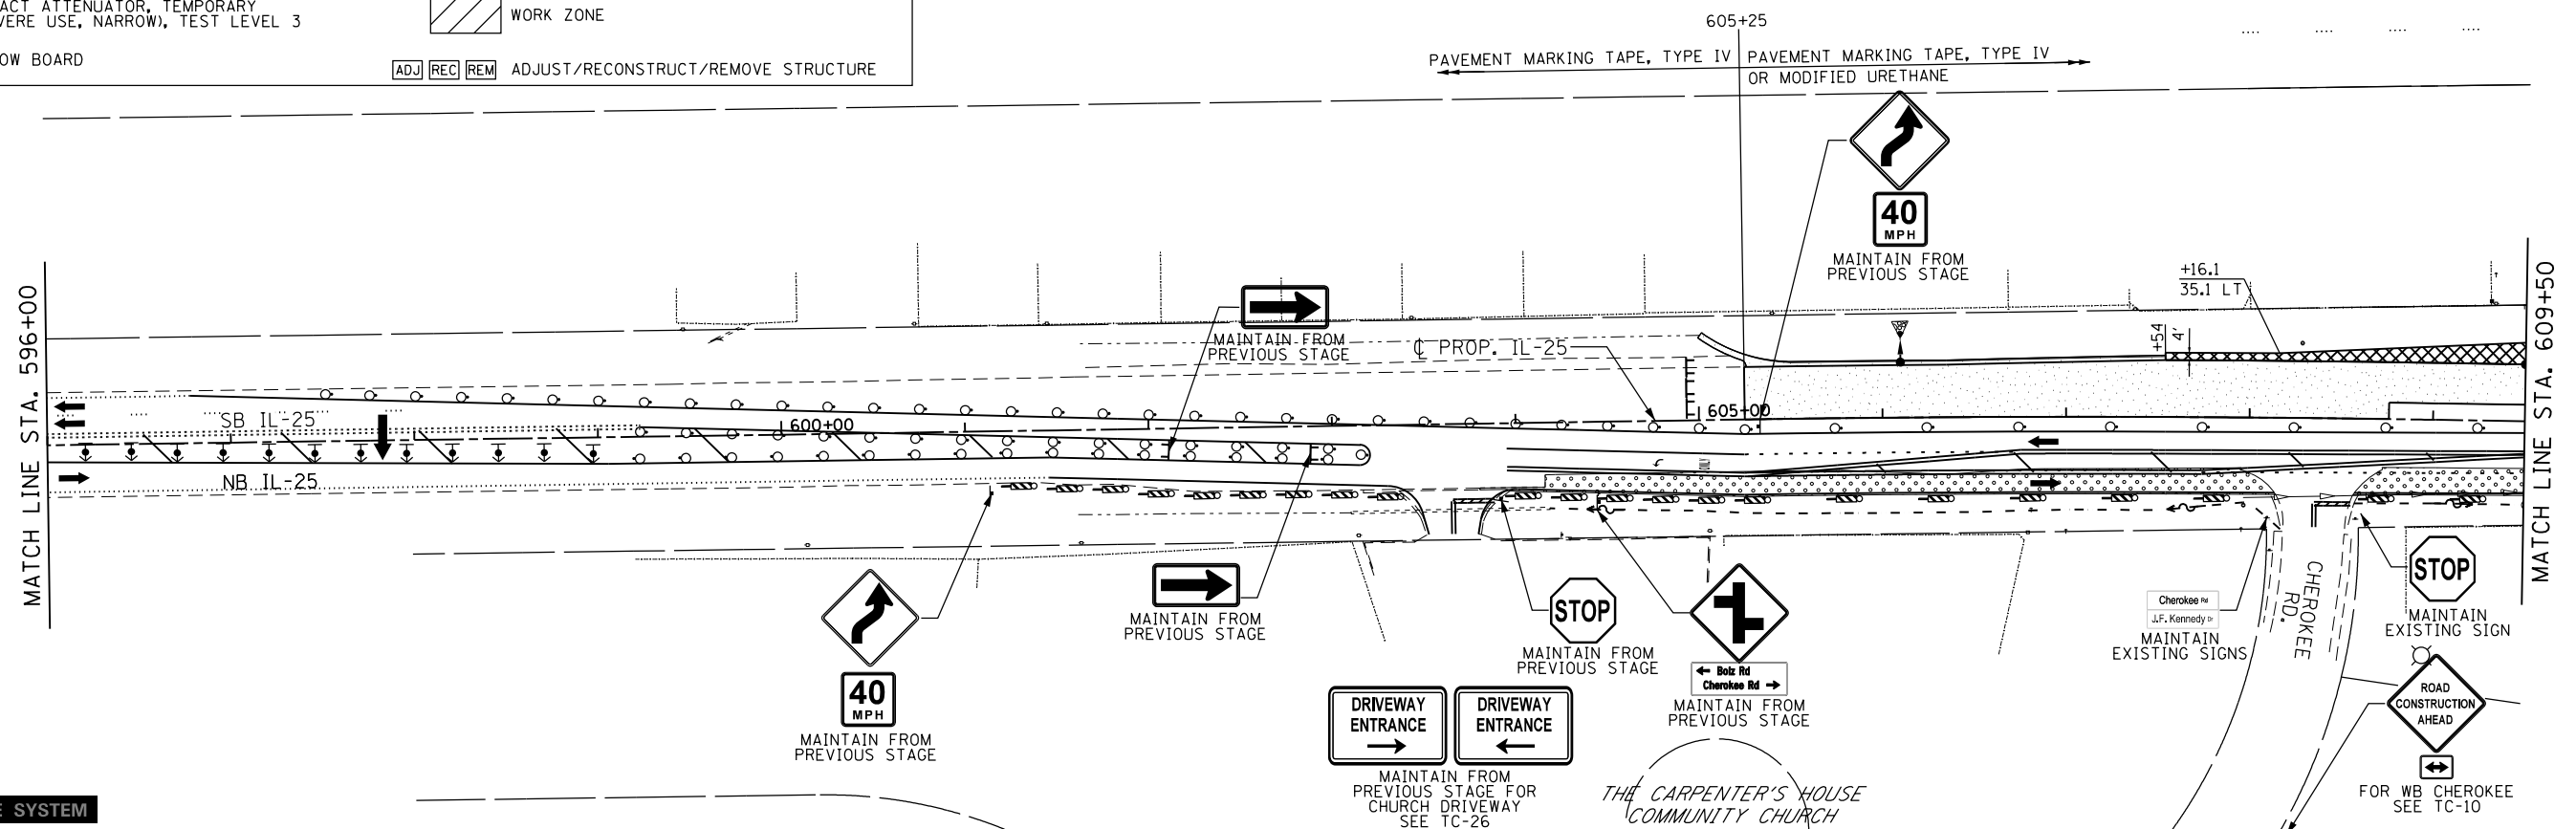 ACT ATTENUATOR, TEMPORARY
VERE USE, NARROW), TEST LEVEL 3
WORK ZONE
OW BOARD
ADJ REC REM ADJUST/RECONSTRUCT/REMOVE STRUCTURE
605+25
PAVEMENT MARKING TAPE, TYPE IV
PAVEMENT MARKING TAPE, TYPE IV
OR MODIFIED URETHANE
40
MPH
MAINTAIN FROM
PREVIOUS STAGE
+16.1
35.1 LT
+54
4'
MATCH LINE STA. 596+00
MATCH LINE STA. 609+50
MAINTAIN FROM
PREVIOUS STAGE
℄ PROP. IL-25
SB IL-25
600+00
605+00
NB IL-25
ONLY
40
MPH
MAINTAIN FROM
PREVIOUS STAGE
MAINTAIN FROM
PREVIOUS STAGE
STOP
MAINTAIN FROM
PREVIOUS STAGE
← Bolz Rd
Cherokee Rd →
MAINTAIN FROM
PREVIOUS STAGE
DRIVEWAY
ENTRANCE
→
DRIVEWAY
ENTRANCE
←
MAINTAIN FROM
PREVIOUS STAGE FOR
CHURCH DRIVEWAY
SEE TC-26
THE CARPENTER'S HOUSE
COMMUNITY CHURCH
Cherokee Rd
J.F. Kennedy Dr
MAINTAIN
EXISTING SIGNS
CHEROKEE
RD.
STOP
MAINTAIN
EXISTING SIGN
ROAD
CONSTRUCTION
AHEAD
FOR WB CHEROKEE
SEE TC-10
E SYSTEM